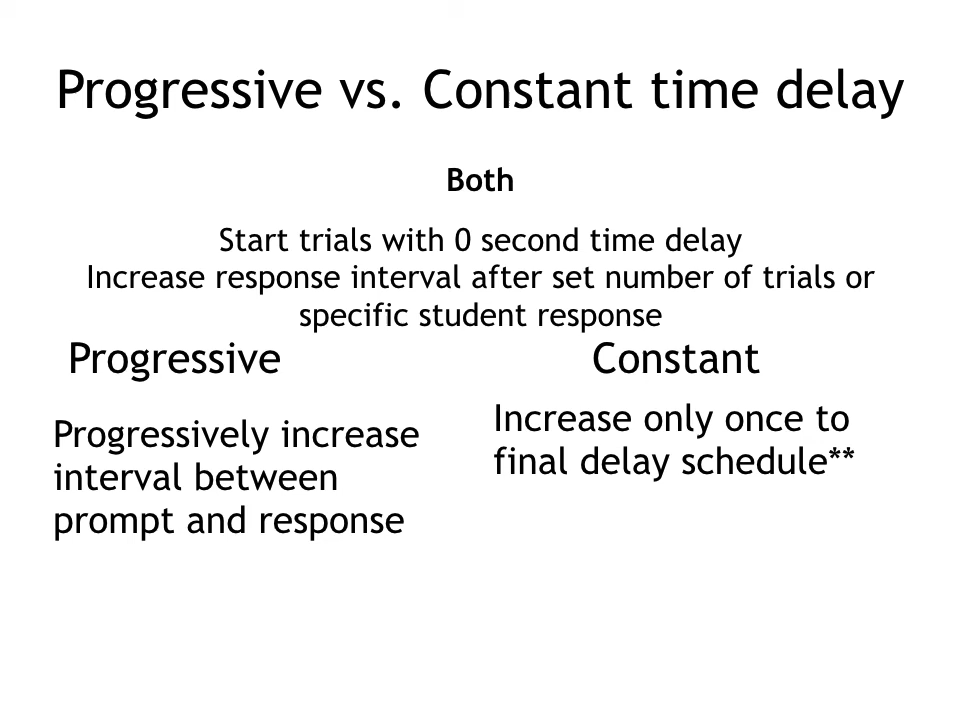 Progressive vs. Constant time delay
Both
Start trials with 0 second time delay
Increase response interval after set number of trials or
specific student response
Progressive
Progressively increase
interval between
prompt and response
Constant
Increase only once to
final delay schedule**